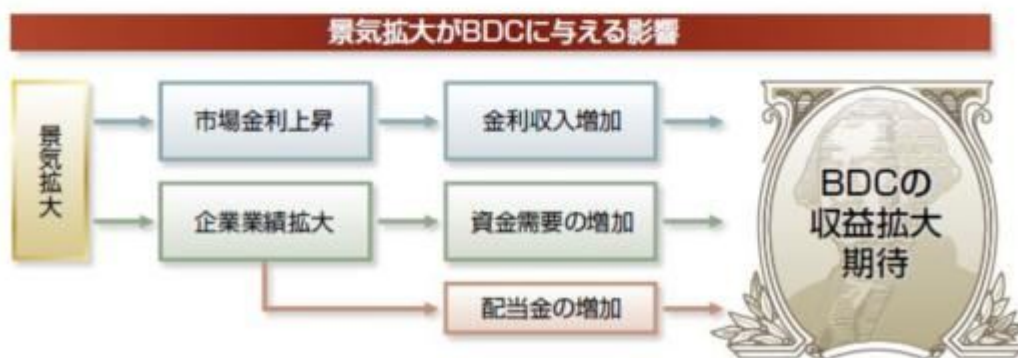 景気拡大がBDCに与える影響
景気拡大
市場金利上昇
金利収入増加
企業業績拡大
資金需要の増加
配当金の増加
BDCの
収益拡大
期待